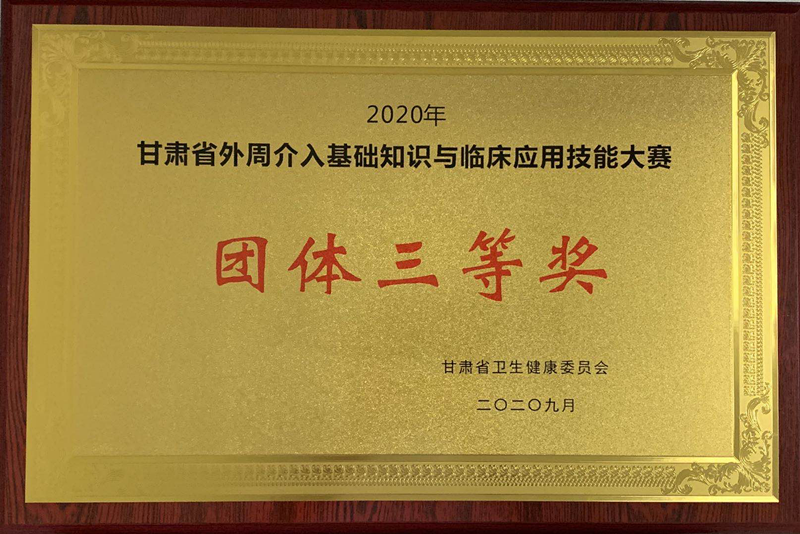 2020年
甘肃省外周介入基础知识与临床应用技能大赛
团体三等奖
甘肃省卫生健康委员会
二〇二〇九月